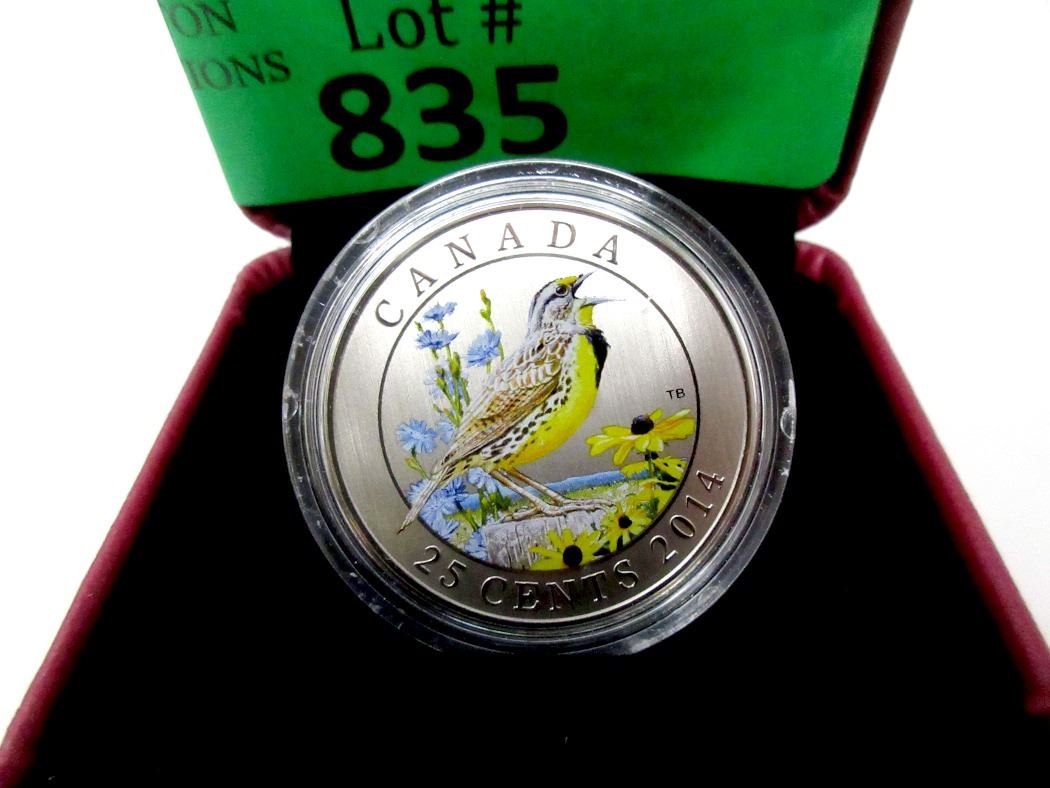 ON
IONS
Lot #
835
CANADA
TB
25 CENTS 2014